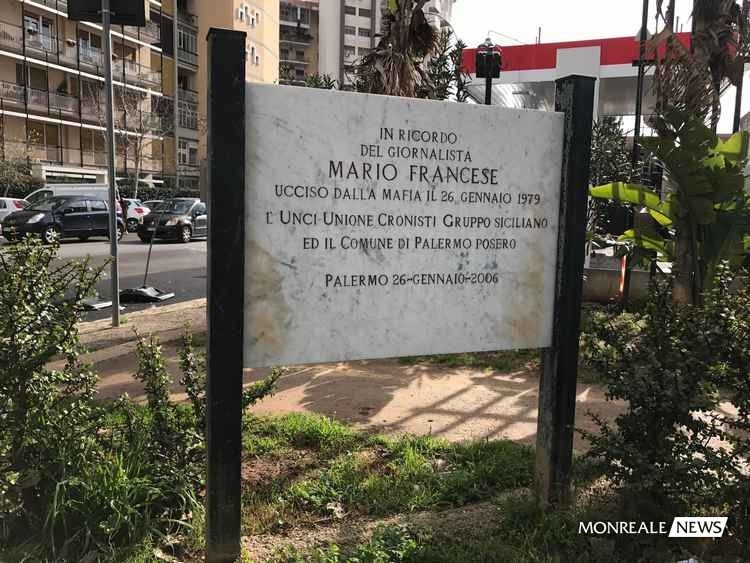 IN RICORDO
DEL GIORNALISTA
MARIO FRANCESE
UCCISO DALLA MAFIA IL 26 GENNAIO 1979
L'UNCI-UNIONE CRONISTI GRUPPO SICILIANO
ED IL COMUNE DI PALERMO POSERO
PALERMO 26-GENNAIO-2006
MONREALE NEWS